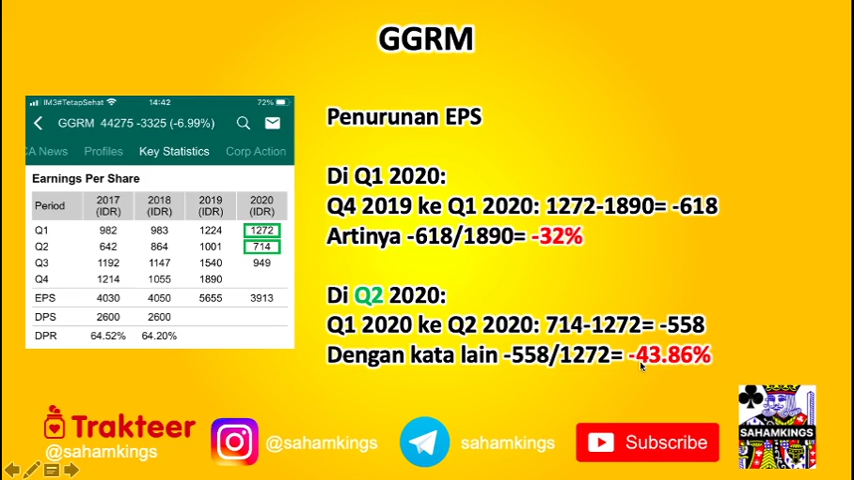 GGRM
IM3#TetapSehat 14:42 72%
GGRM 44275 -3325 (-6.99%)
CA News Profiles Key Statistics Corp Action
Earnings Per Share
Period 2017 (IDR) 2018 (IDR) 2019 (IDR) 2020 (IDR)
Q1 982 983 1224 1272
Q2 642 864 1001 714
Q3 1192 1147 1540 949
Q4 1214 1055 1890
EPS 4030 4050 5655 3913
DPS 2600 2600
DPR 64.52% 64.20%
Penurunan EPS
Di Q1 2020:
Q4 2019 ke Q1 2020: 1272-1890= -618
Artinya -618/1890= -32%
Di Q2 2020:
Q1 2020 ke Q2 2020: 714-1272= -558
Dengan kata lain -558/1272= -43.86%
Trakteer
@sahamkings
@sahamkings
sahamkings
Subscribe
SAHAMKINGS